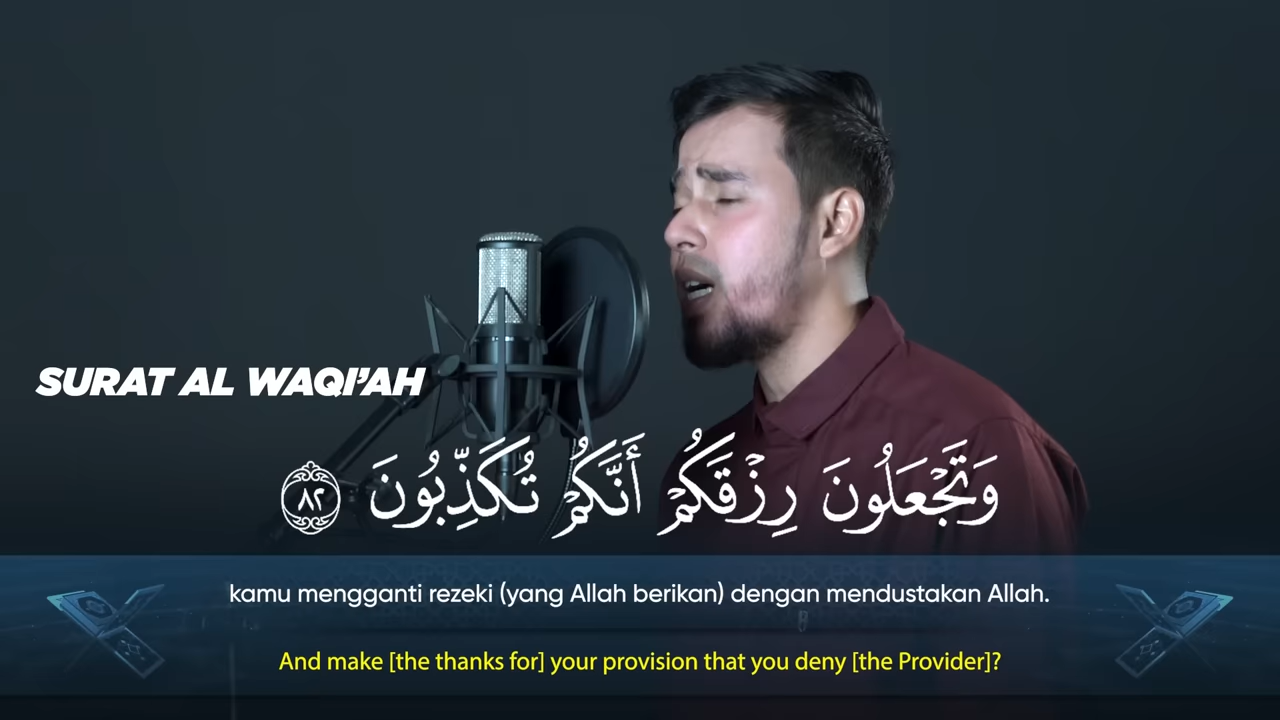 SURAT AL WAQI'AH
وَتَجْعَلُونَ رِزْقَكُمْ أَنَّكُمْ تُكَذِّبُونَ ٨٢
kamu mengganti rezeki (yang Allah berikan) dengan mendustakan Allah.
And make [the thanks for] your provision that you deny [the Provider]?